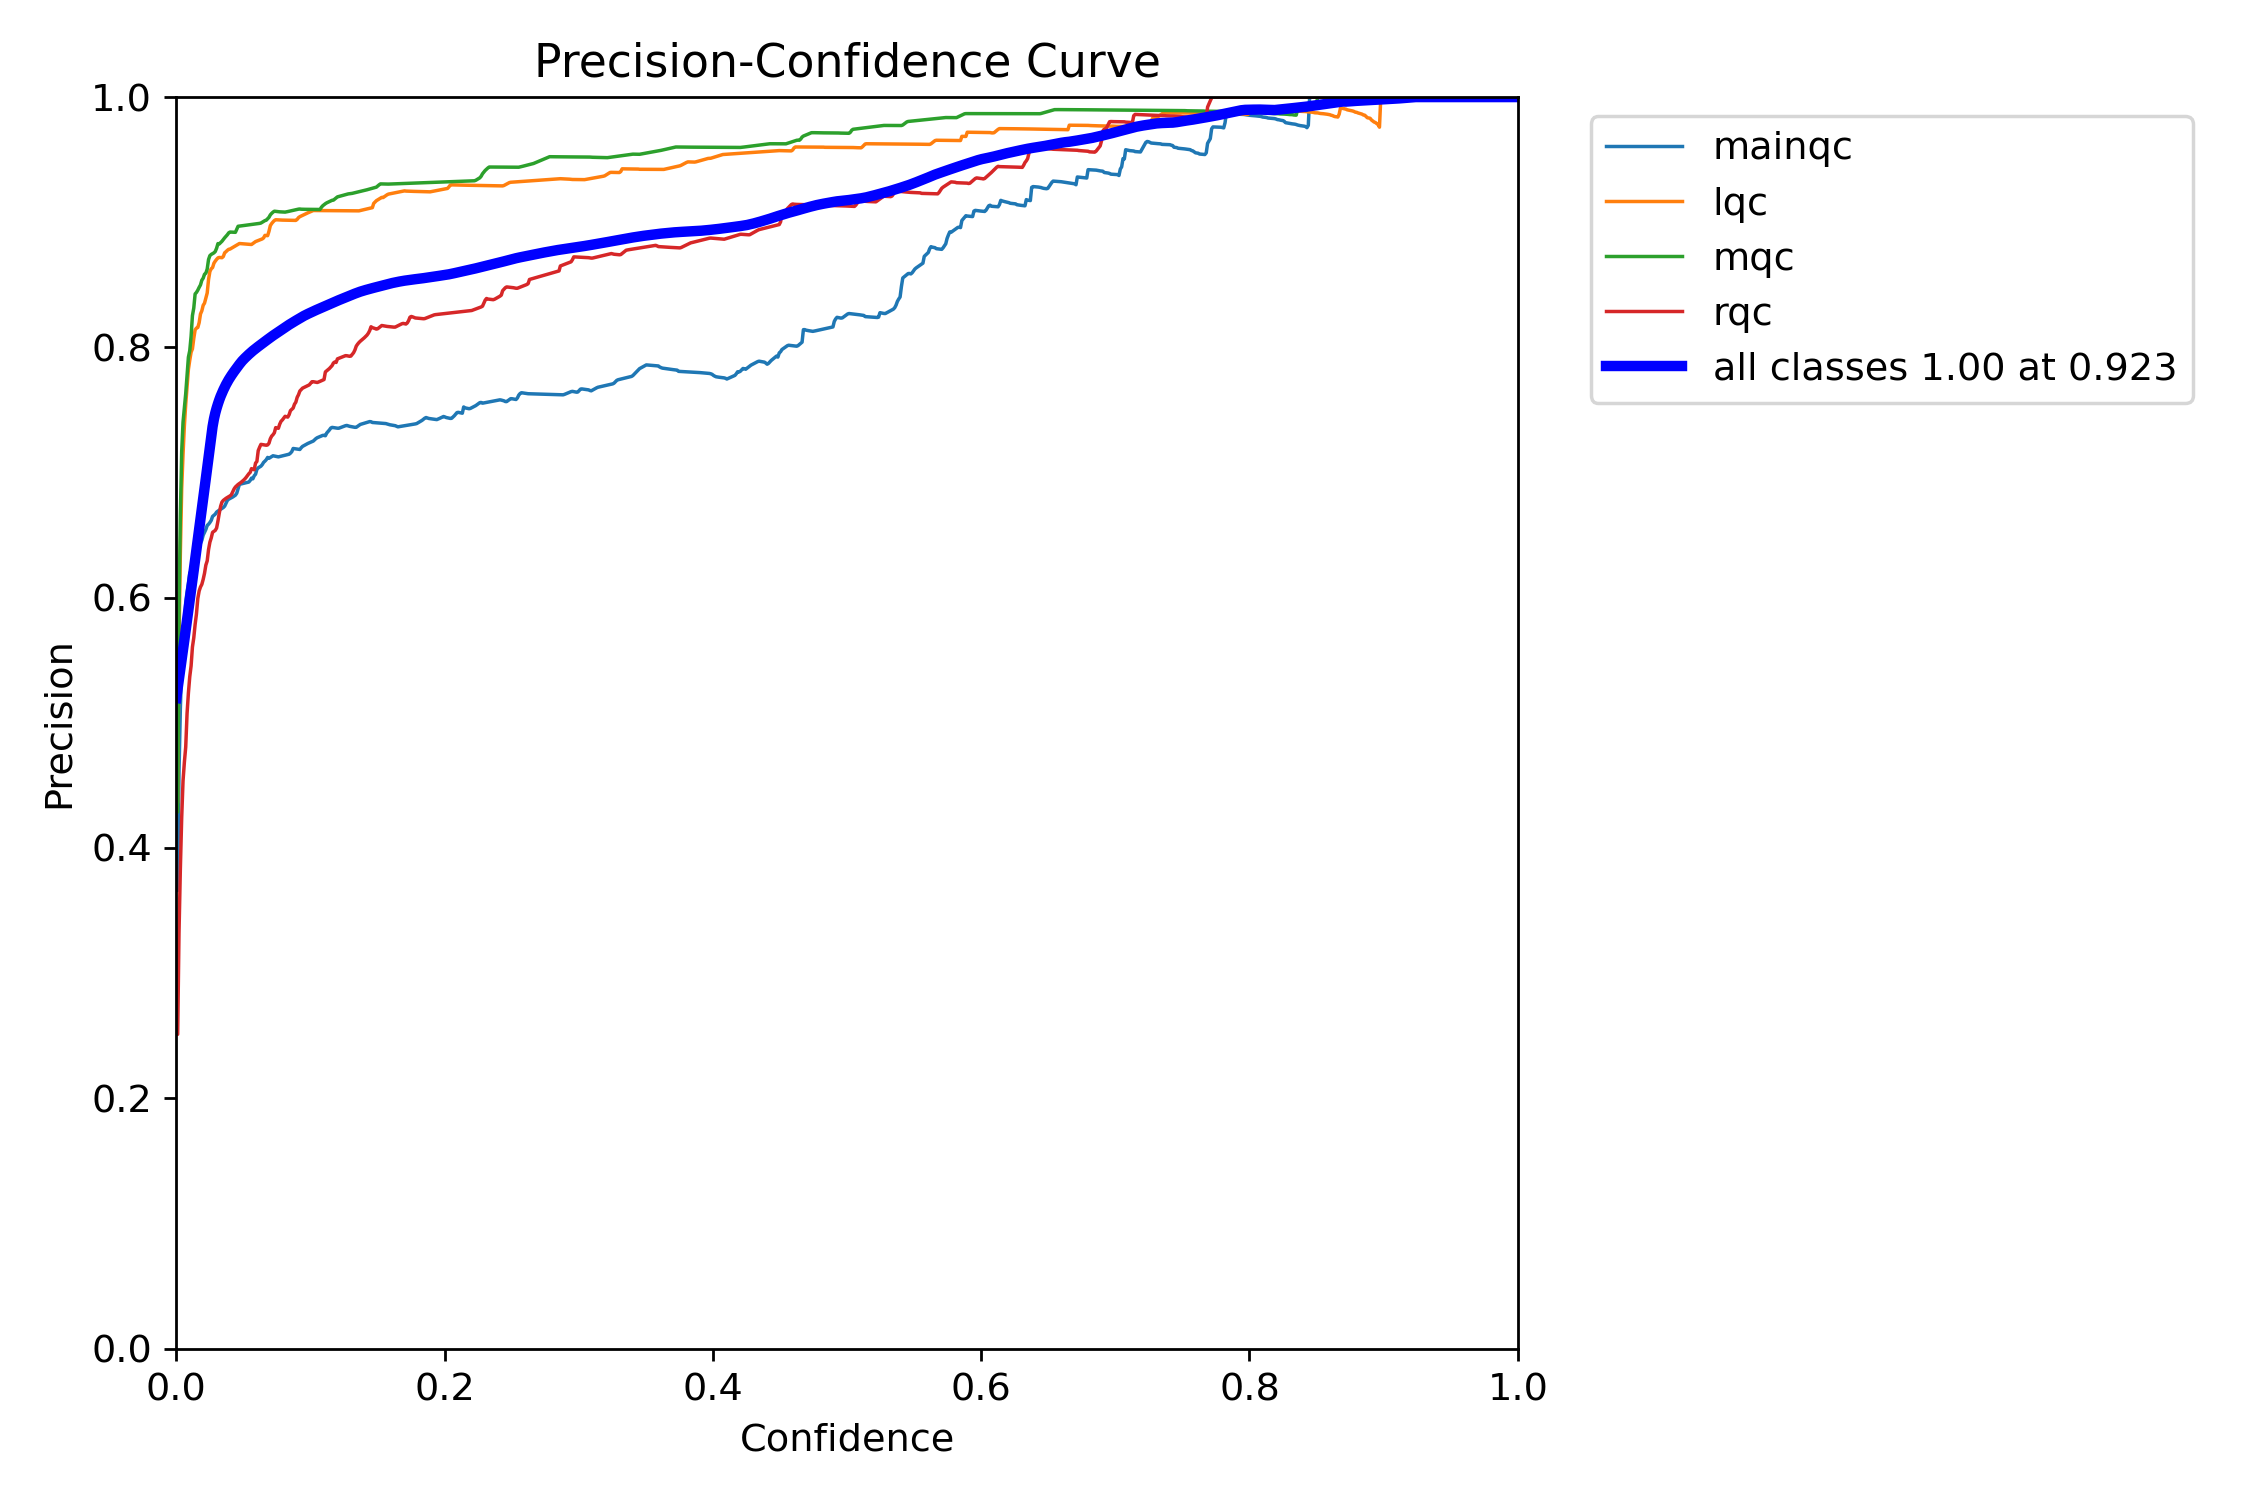 Precision-Confidence Curve
1.0
0.8
0.6
0.4
0.2
0.0
Precision
0.0 0.2 0.4 0.6 0.8 1.0
Confidence
mainqc
lqc
mqc
rqc
all classes 1.00 at 0.923